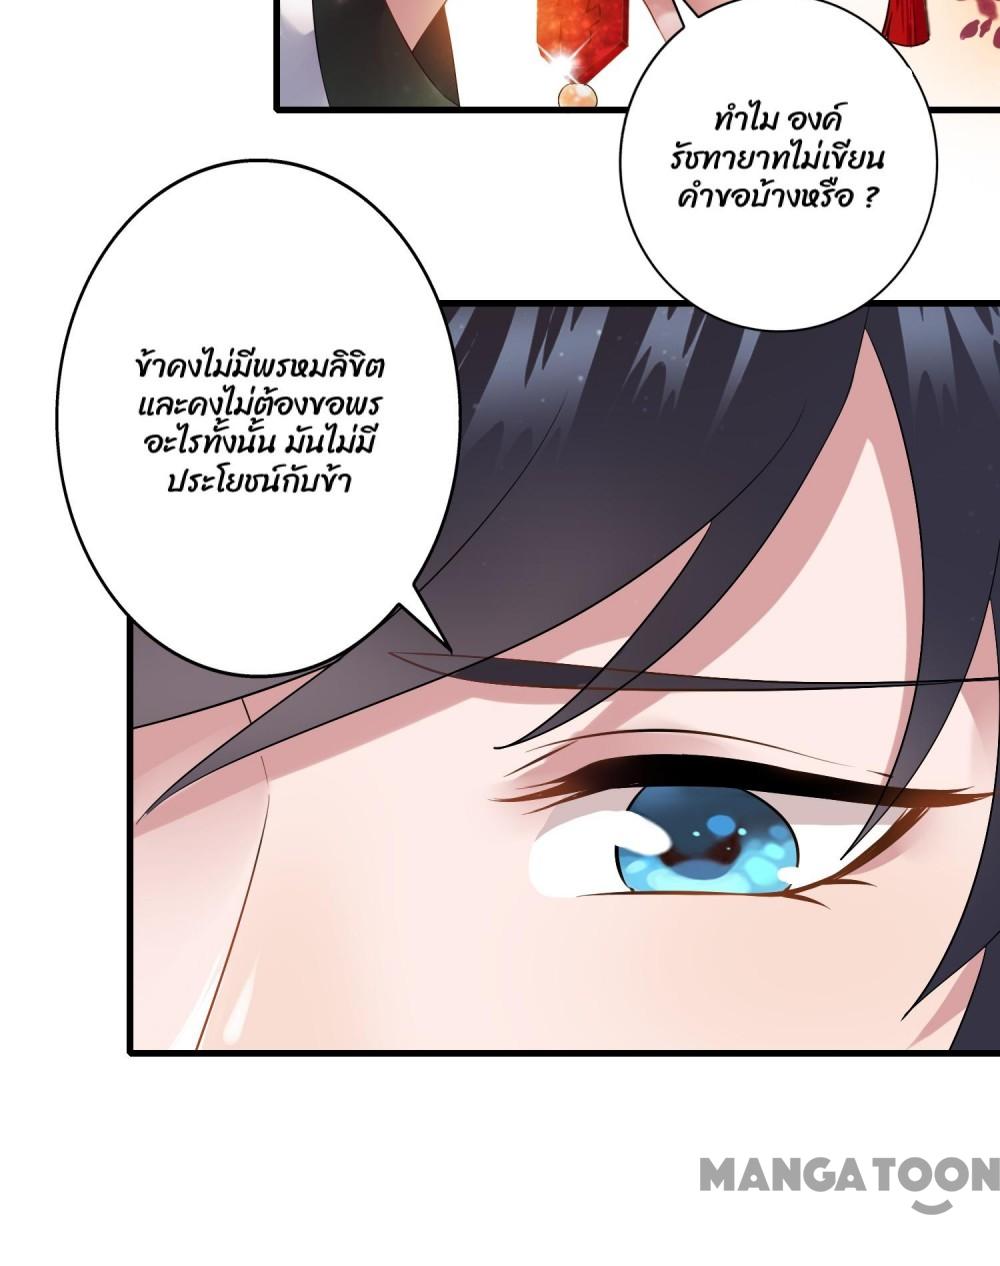 ทำไม องค์
รัชทายาทไม่เขียน
คำขอบ้างหรือ ?
ข้าคงไม่มีพรหมลิขิต
และคงไม่ต้องขอพร
อะไรทั้งนั้น มันไม่มี
ประโยชน์กับข้า
MANGATOON